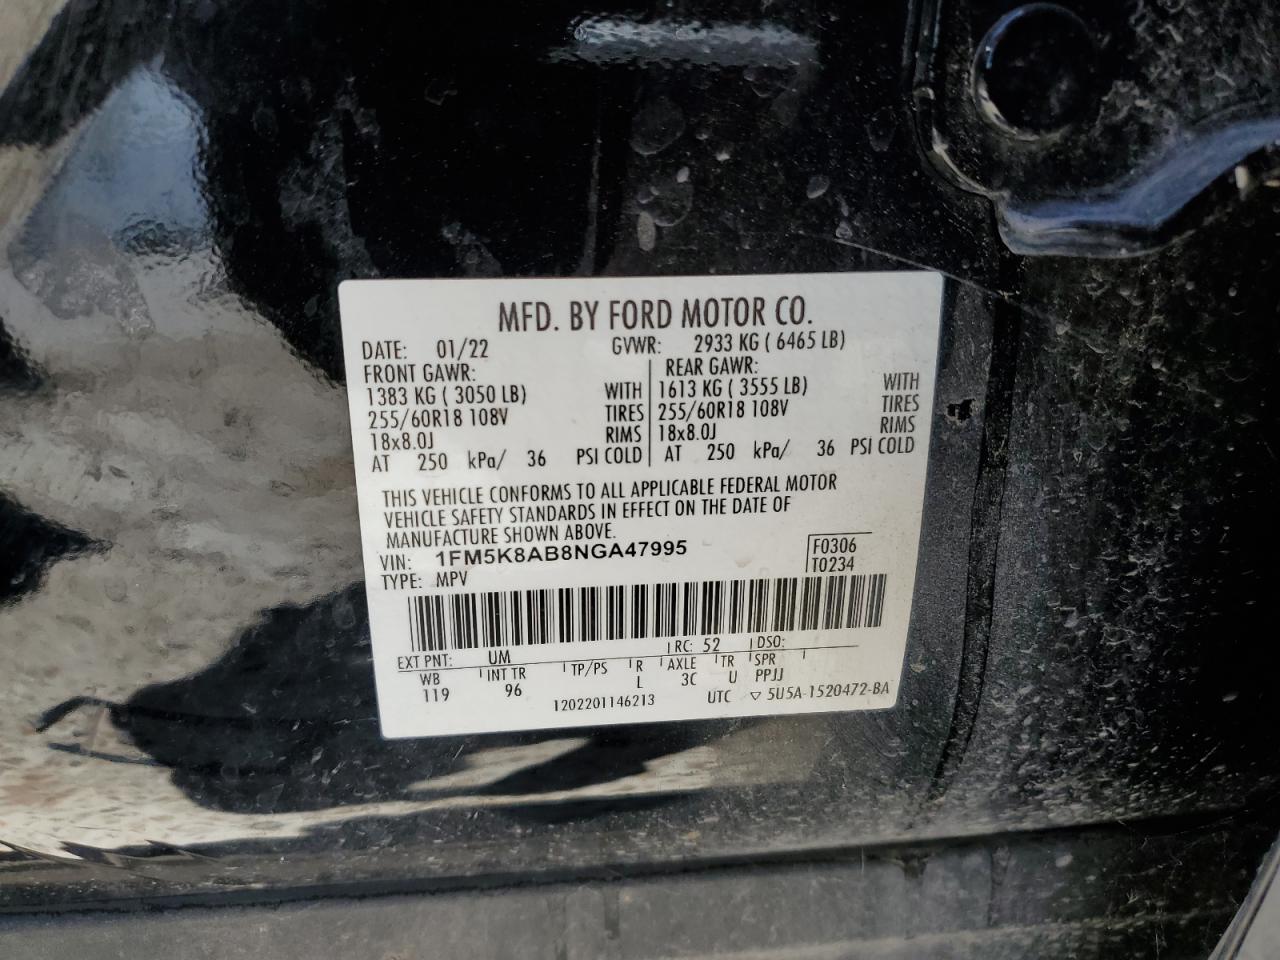 MFD. BY FORD MOTOR CO.
DATE: 01/22 GVWR: 2933 KG ( 6465 LB)
FRONT GAWR: REAR GAWR:
1383 KG ( 3050 LB) WITH 1613 KG ( 3555 LB) WITH
255/60R18 108V TIRES 255/60R18 108V TIRES
18x8.0J RIMS 18x8.0J RIMS
AT 250 kPa/ 36 PSI COLD AT 250 kPa/ 36 PSI COLD
THIS VEHICLE CONFORMS TO ALL APPLICABLE FEDERAL MOTOR
VEHICLE SAFETY STANDARDS IN EFFECT ON THE DATE OF
MANUFACTURE SHOWN ABOVE.
VIN: 1FM5K8AB8NGA47995 F0306
TYPE: MPV T0234
EXT PNT: UM RC: 52 DSO:
WB INT TR TP/PS R AXLE TR SPR
119 96 L 3C U PPJJ
1202201146213 UTC ▽ 5U5A-1520472-BA